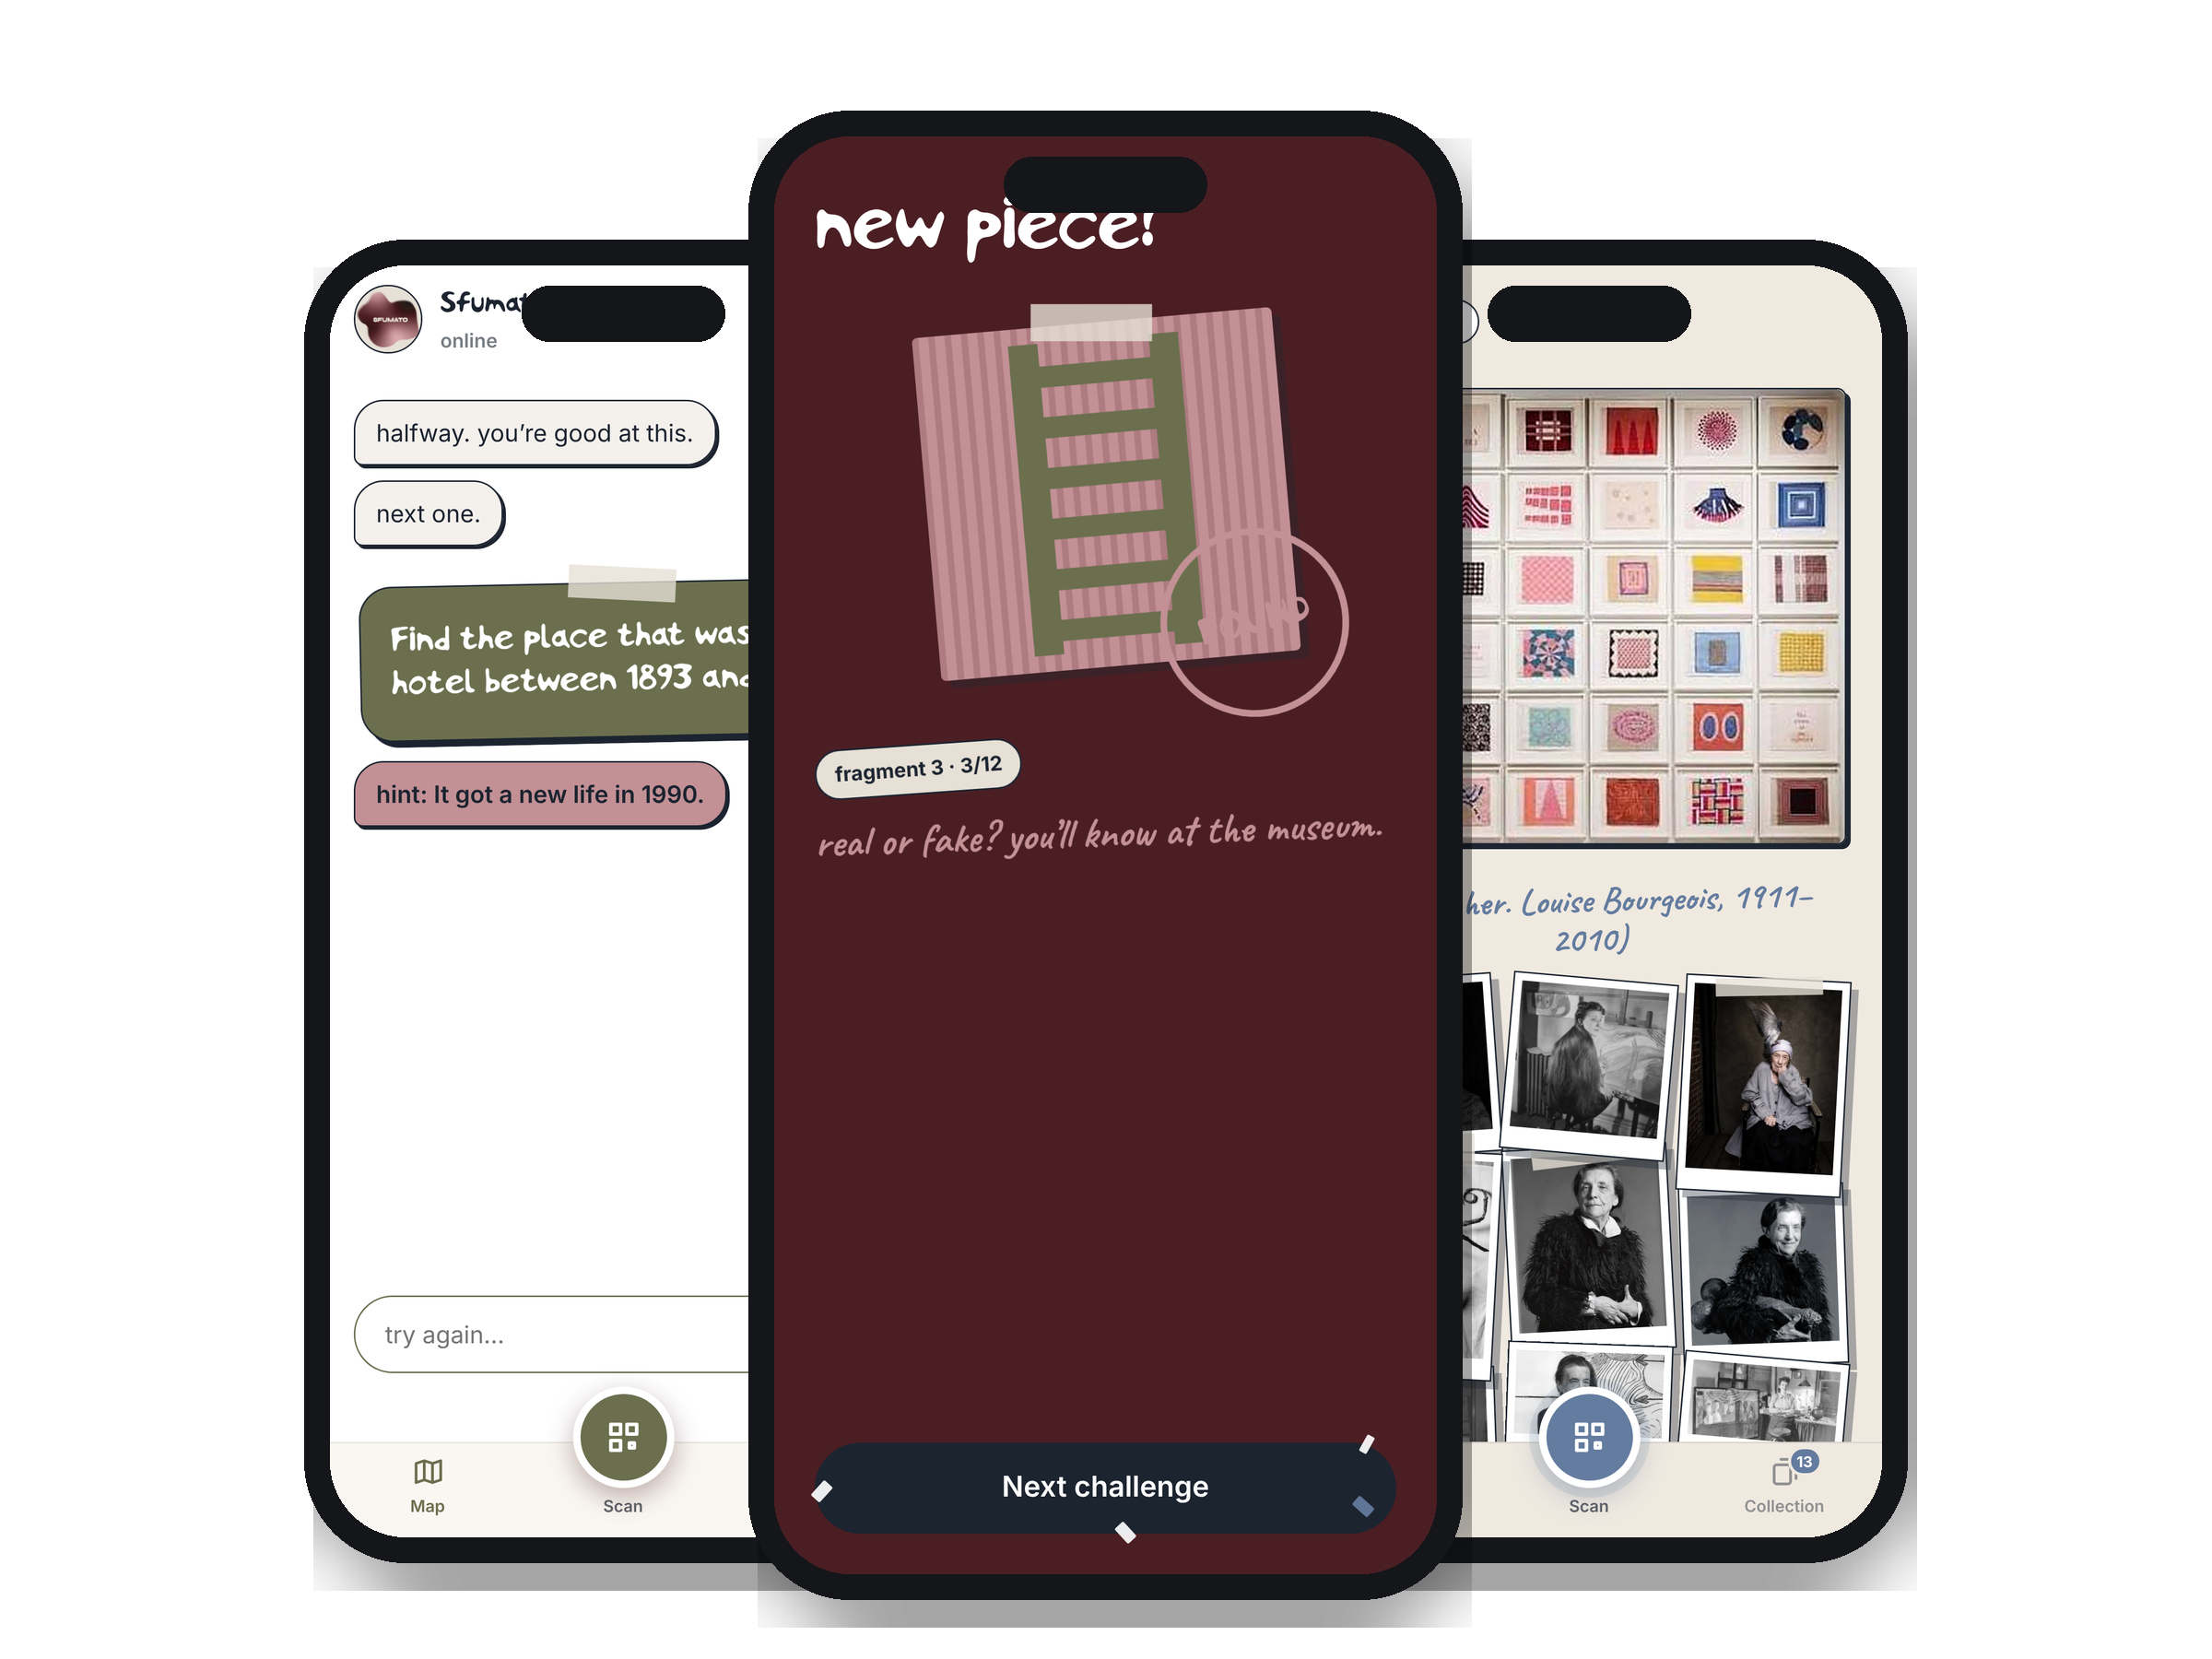 SFUMATO
online
halfway. you’re good at this.
next one.
Find the place that was
hotel between 1893 and
hint: It got a new life in 1990.
try again...
Map
Scan
new piece!
fragment 3 · 3/12
real or fake? you’ll know at the museum.
Next challenge
her. Louise Bourgeois, 1911–
2010)
Scan
13
Collection